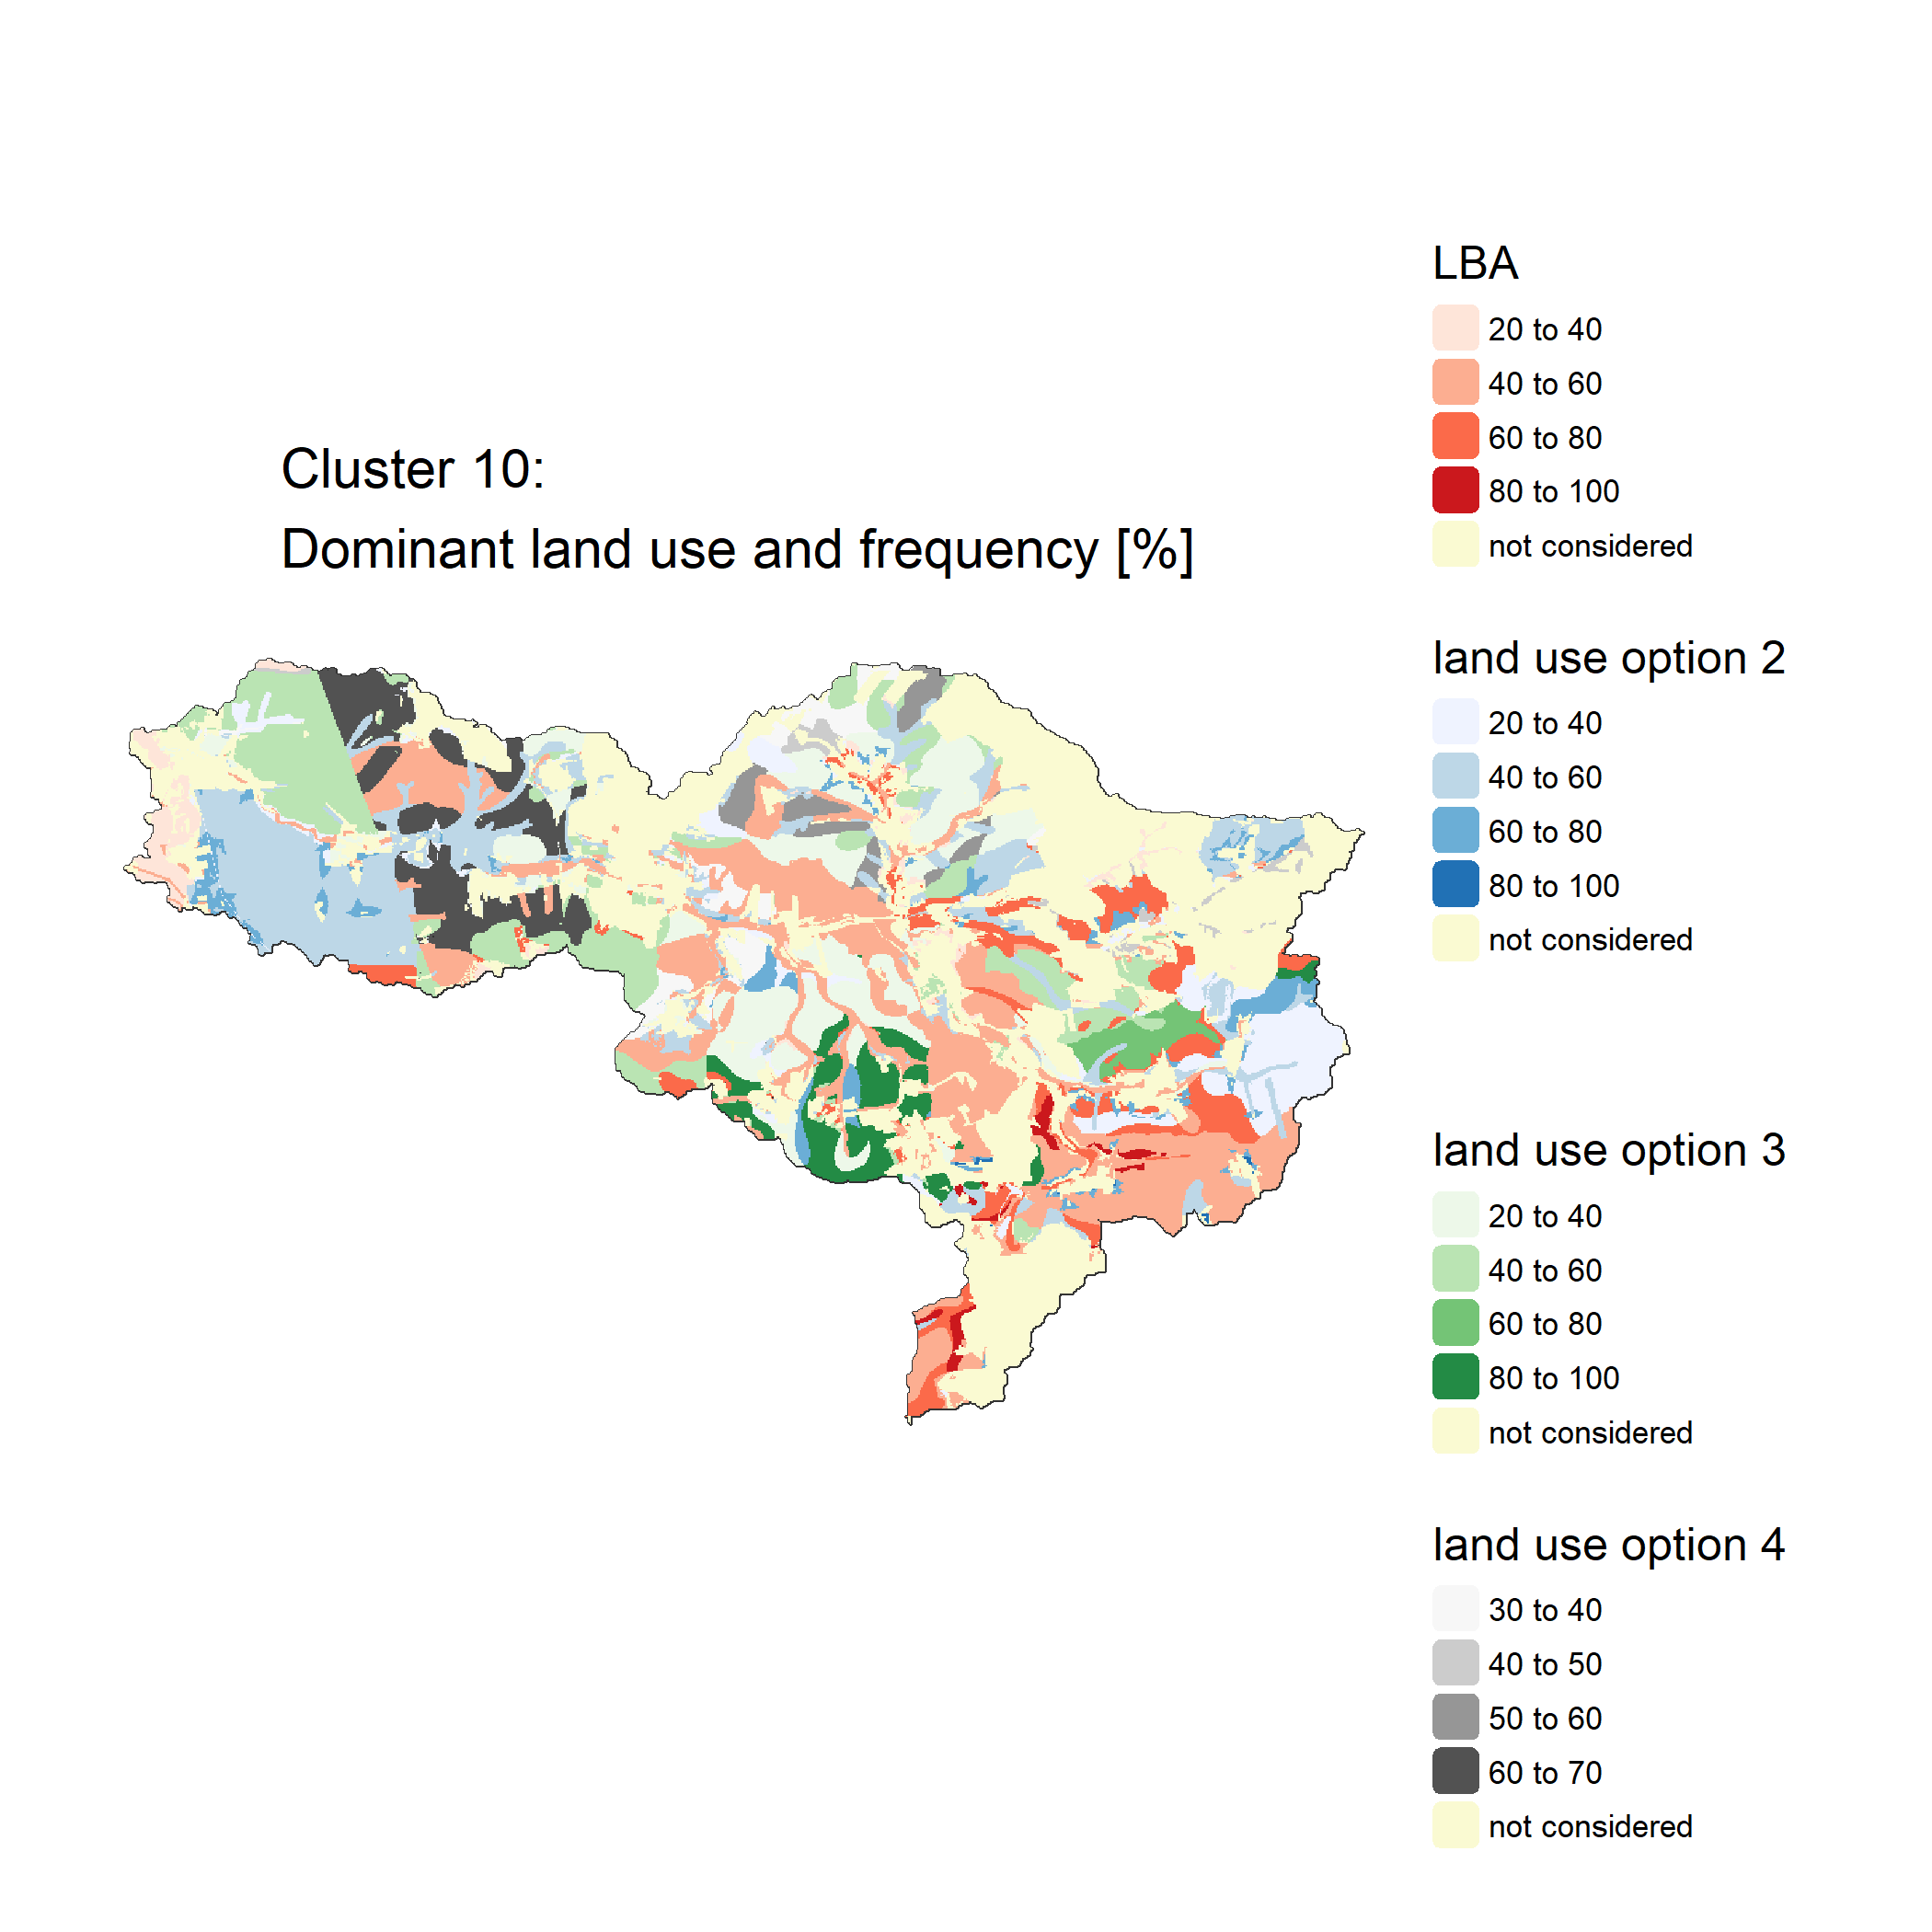 Cluster 10:
Dominant land use and frequency [%]
LBA
20 to 40
40 to 60
60 to 80
80 to 100
not considered
land use option 2
20 to 40
40 to 60
60 to 80
80 to 100
not considered
land use option 3
20 to 40
40 to 60
60 to 80
80 to 100
not considered
land use option 4
30 to 40
40 to 50
50 to 60
60 to 70
not considered